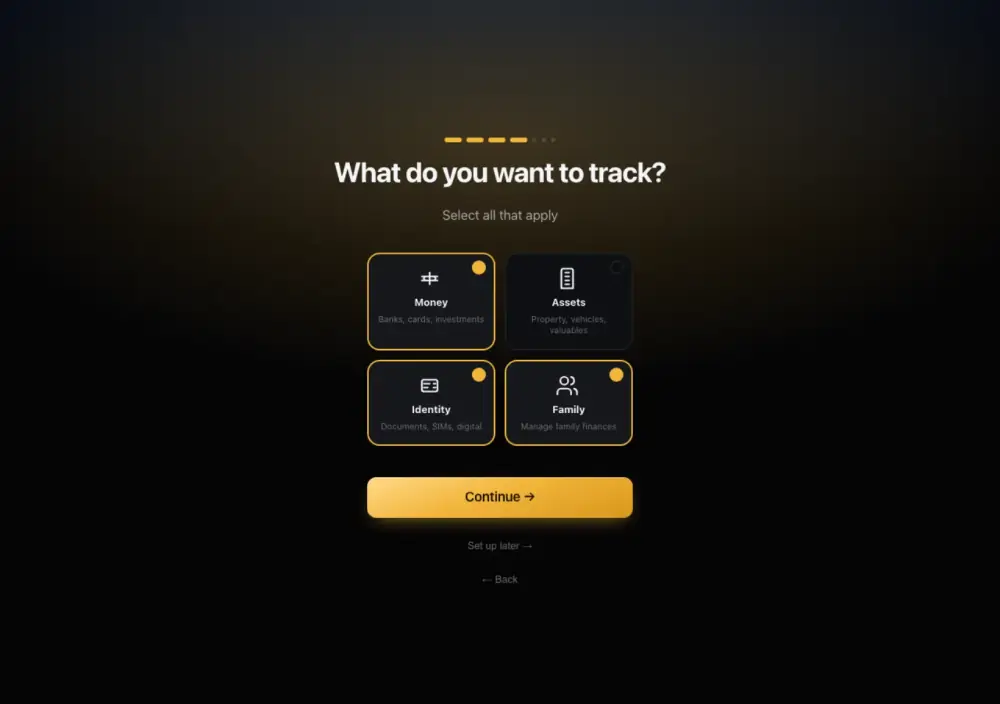 What do you want to track?
Select all that apply
Money
Banks, cards, investments
Assets
Property, vehicles,
valuables
Identity
Documents, SIMs, digital
Family
Manage family finances
Continue →
Set up later →
← Back